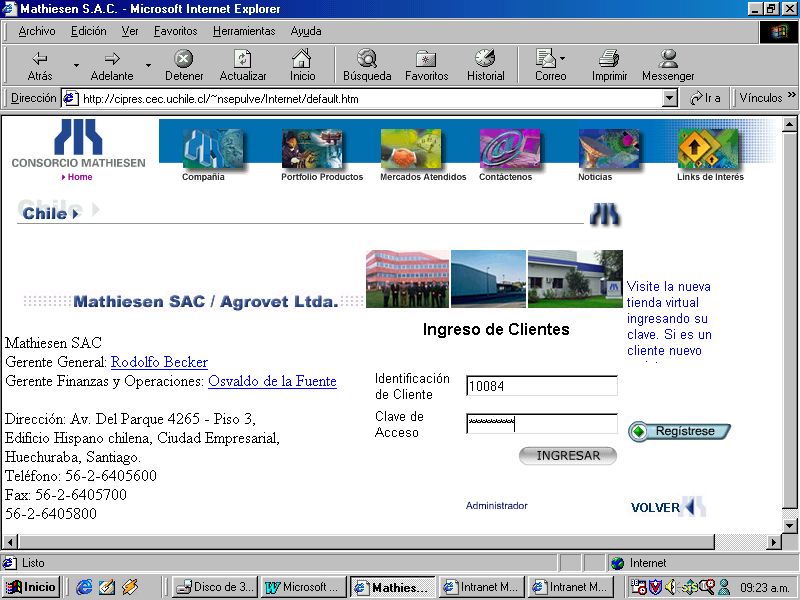 Mathiesen S.A.C. - Microsoft Internet Explorer
Archivo Edición Ver Favoritos Herramientas Ayuda
Atrás Adelante Detener Actualizar Inicio Búsqueda Favoritos Historial Correo Imprimir Messenger
Dirección http://cipres.cec.uchile.cl/~nsepulve/Internet/default.htm Ir a Vínculos »
CONSORCIO MATHIESEN
Home
Compañia Portfolio Productos Mercados Atendidos Contáctenos Noticias Links de Interés
Chile
Mathiesen SAC / Agrovet Ltda.
Visite la nueva
tienda virtual
ingresando su
clave. Si es un
cliente nuevo
Ingreso de Clientes
Mathiesen SAC
Gerente General: Rodolfo Becker
Gerente Finanzas y Operaciones: Osvaldo de la Fuente
Dirección: Av. Del Parque 4265 - Piso 3,
Edificio Hispano chilena, Ciudad Empresarial,
Huechuraba, Santiago.
Teléfono: 56-2-6405600
Fax: 56-2-6405700
56-2-6405800
Identificación
de Cliente
10084
Clave de
Acceso
INGRESAR
Regístrese
Administrador
VOLVER
Listo Internet
Inicio Disco de 3... Microsoft ... Mathies... Intranet M... Intranet M... 09:23 a.m.